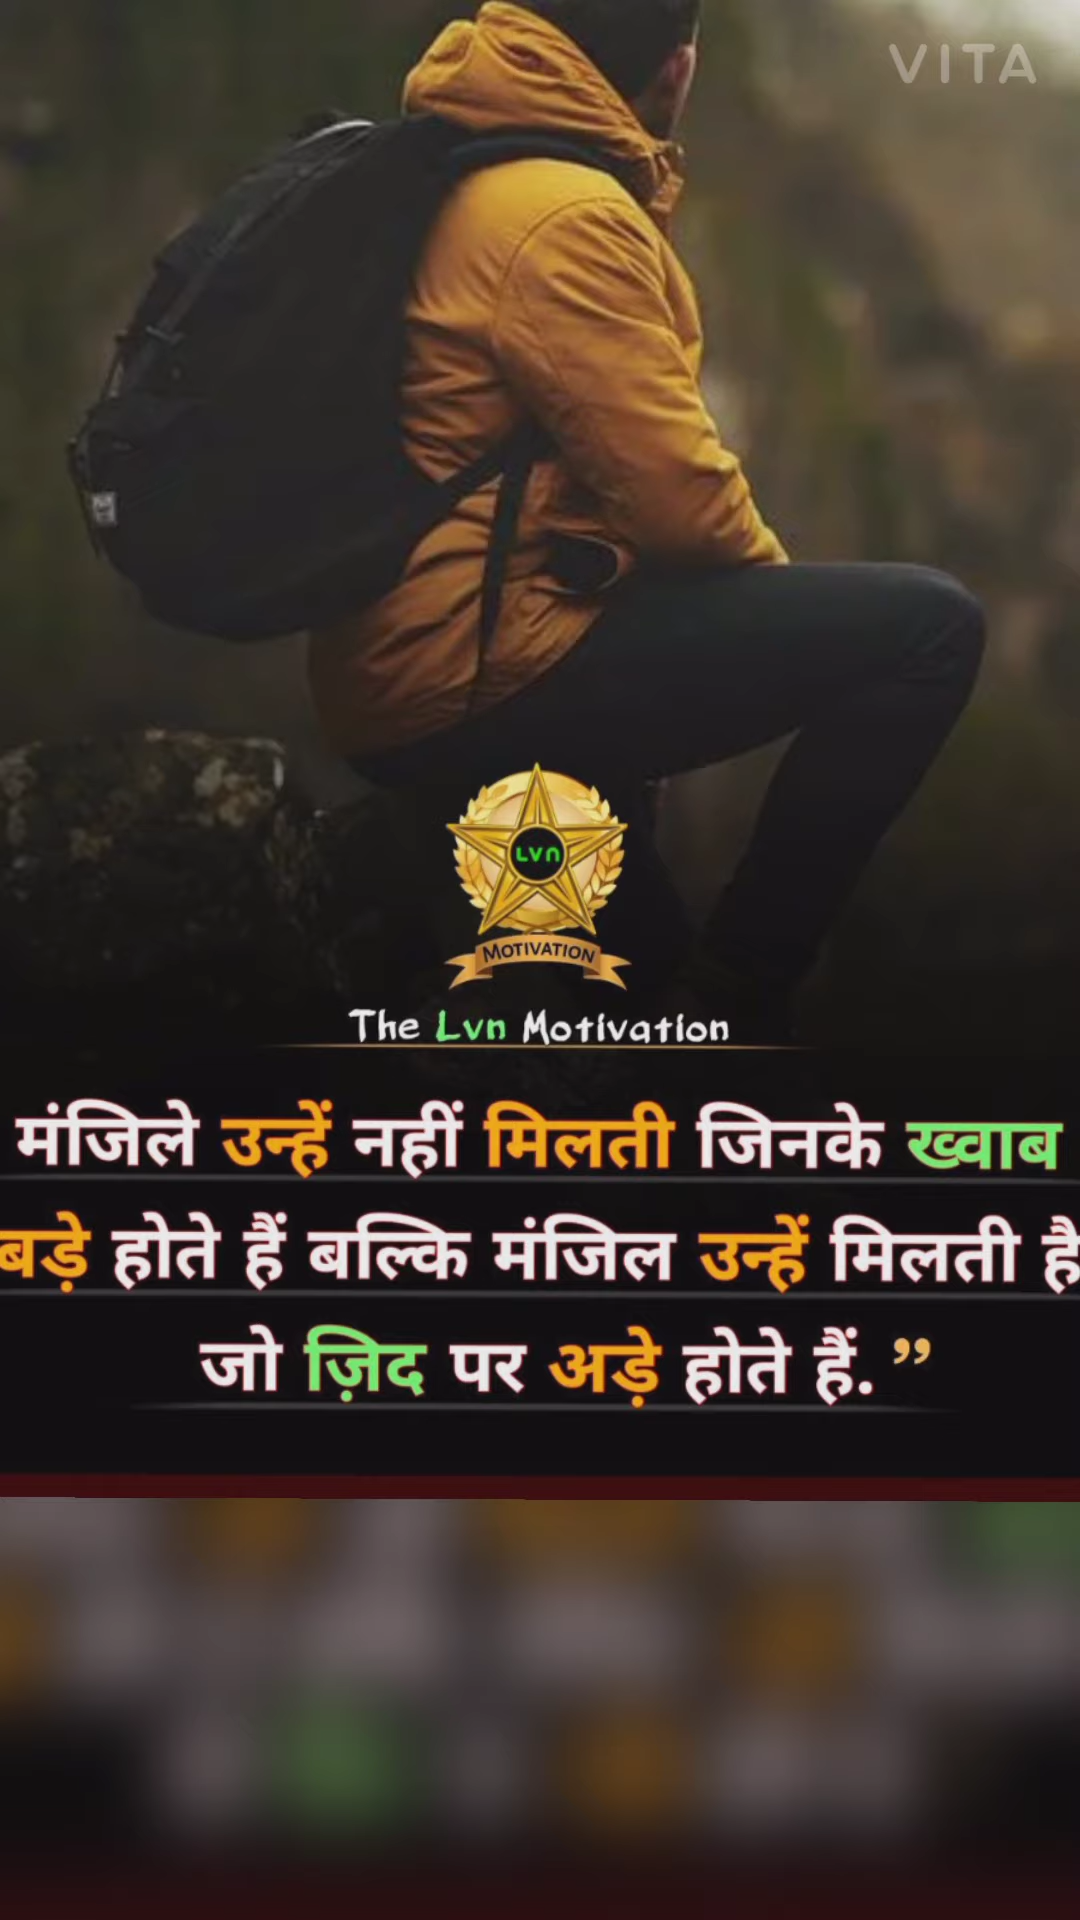 VITA
LVN
MOTIVATION
The Lvn Motivation
मंजिले उन्हें नहीं मिलती जिनके ख्वाब
बड़े होते हैं बल्कि मंजिल उन्हें मिलती है
जो ज़िद पर अड़े होते हैं. ”